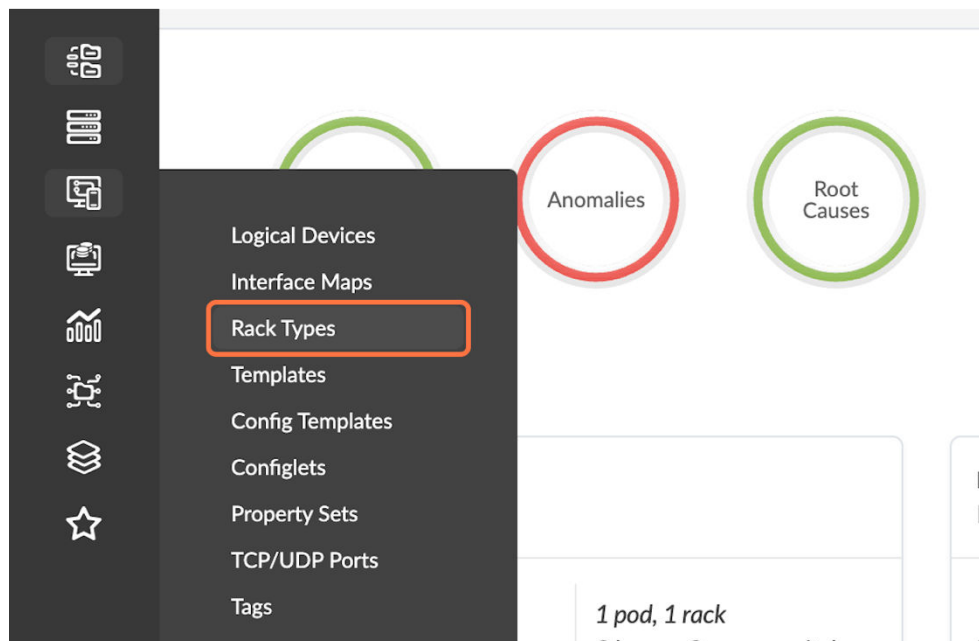 Anomalies
Root
Causes
Logical Devices
Interface Maps
Rack Types
Templates
Config Templates
Configlets
Property Sets
TCP/UDP Ports
Tags
1 pod, 1 rack